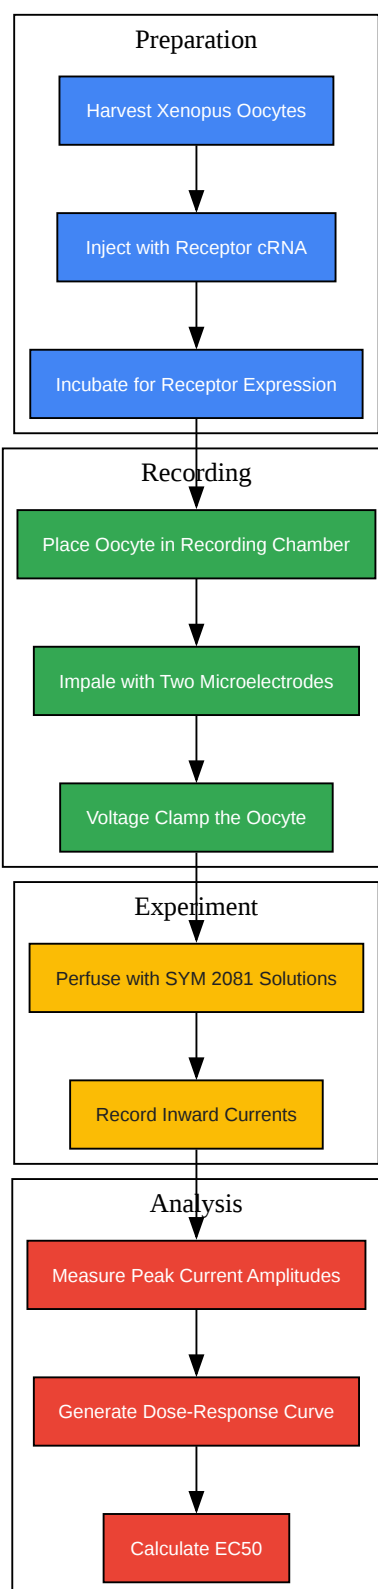 Preparation
Harvest Xenopus Oocytes
Inject with Receptor cRNA
Incubate for Receptor Expression
Recording
Place Oocyte in Recording Chamber
Impale with Two Microelectrodes
Voltage Clamp the Oocyte
Experiment
Perfuse with SYM 2081 Solutions
Record Inward Currents
Analysis
Measure Peak Current Amplitudes
Generate Dose-Response Curve
Calculate EC50